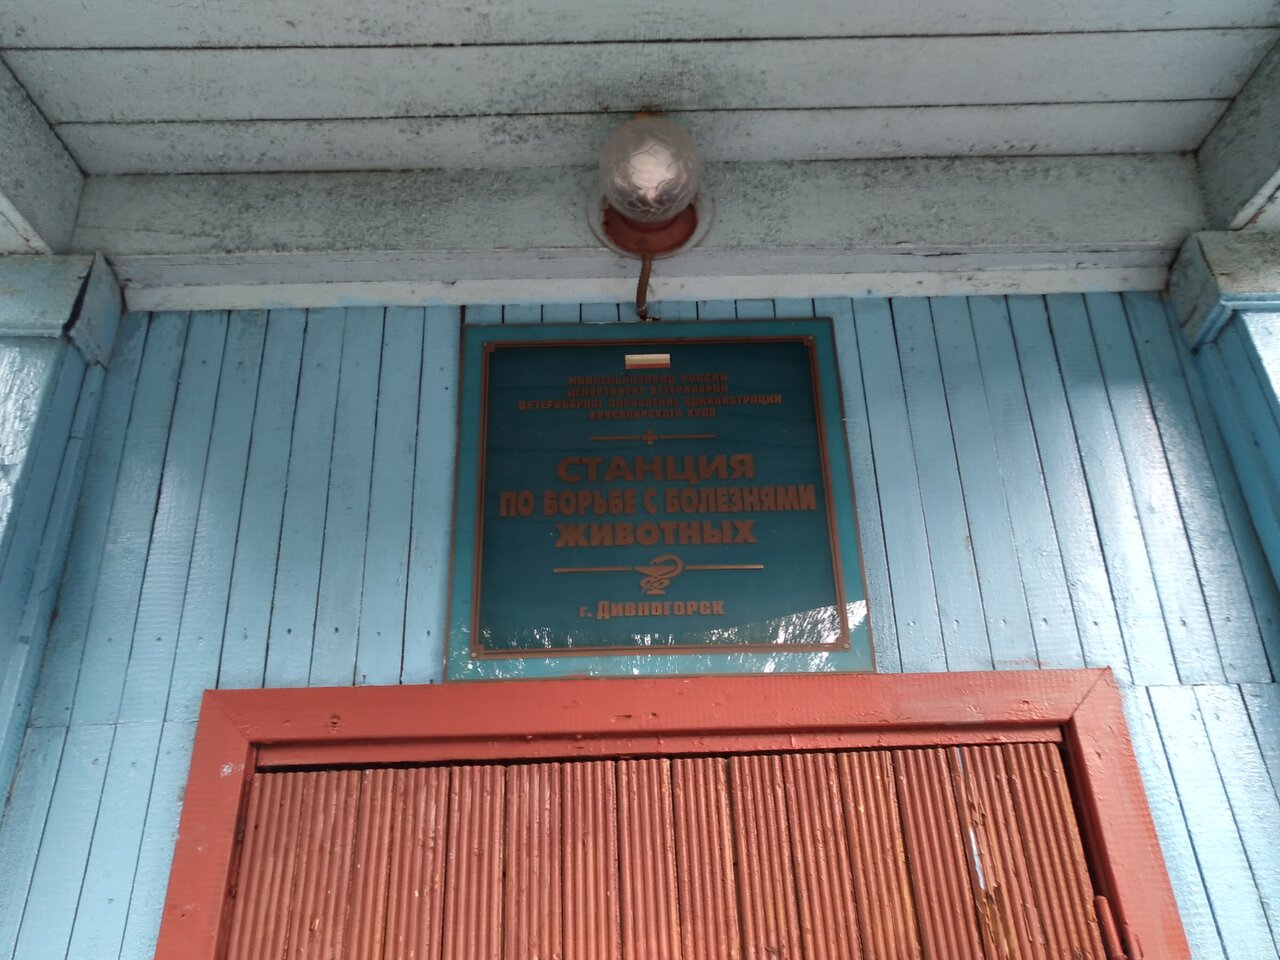 МИНСЕЛЬХОЗПРОД РОССИИ
ДЕПАРТАМЕНТ ВЕТЕРИНАРИИ
ВЕТЕРИНАРНОЕ УПРАВЛЕНИЕ АДМИНИСТРАЦИИ
КРАСНОЯРСКОГО КРАЯ
СТАНЦИЯ
ПО БОРЬБЕ С БОЛЕЗНЯМИ
ЖИВОТНЫХ
г. ДИВНОГОРСК